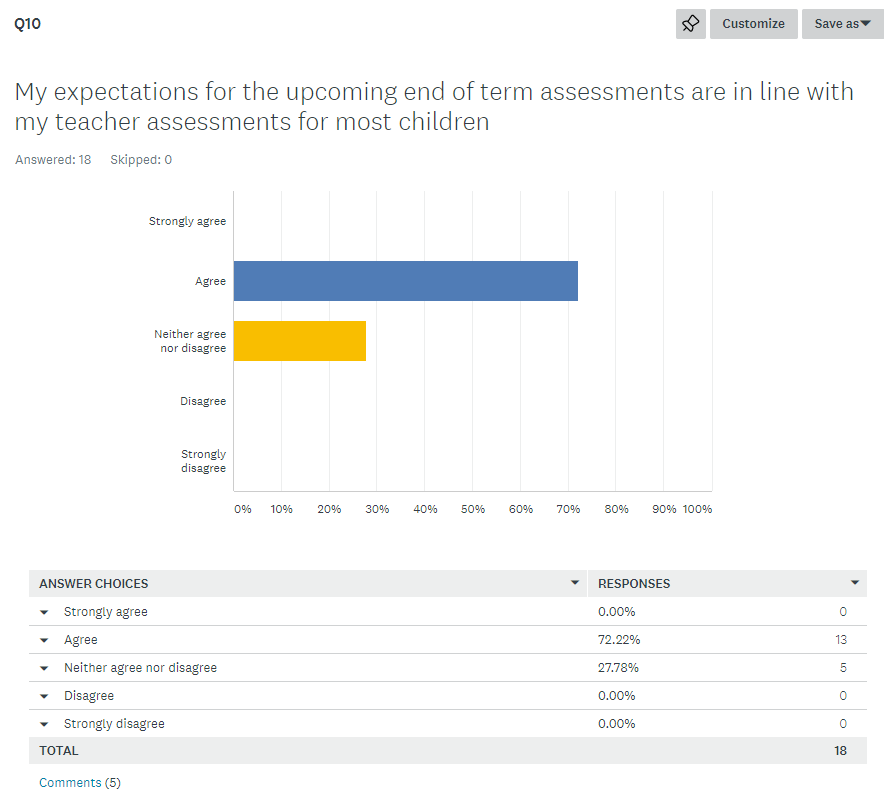 Q10
Customize
Save as
My expectations for the upcoming end of term assessments are in line with
my teacher assessments for most children
Answered: 18 Skipped: 0
Strongly agree
Agree
Neither agree
nor disagree
Disagree
Strongly
disagree
0% 10% 20% 30% 40% 50% 60% 70% 80% 90% 100%
ANSWER CHOICES RESPONSES
Strongly agree 0.00% 0
Agree 72.22% 13
Neither agree nor disagree 27.78% 5
Disagree 0.00% 0
Strongly disagree 0.00% 0
TOTAL 18
Comments (5)